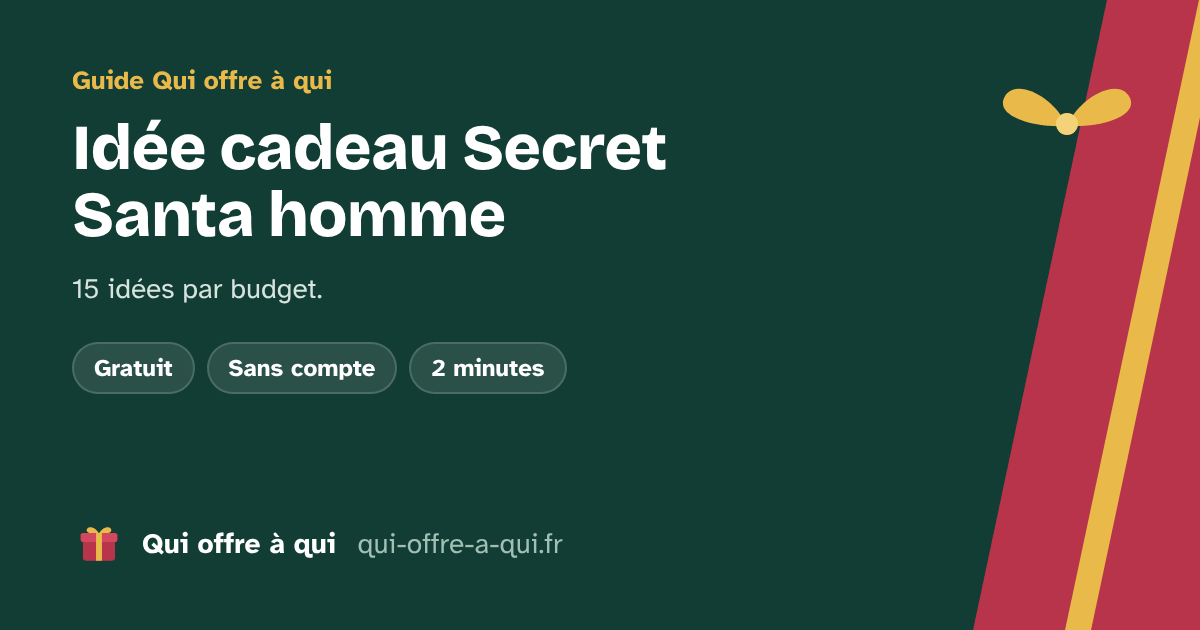 Guide Qui offre à qui
Idée cadeau Secret
Santa homme
15 idées par budget.
Gratuit Sans compte 2 minutes
Qui offre à qui qui-offre-a-qui.fr